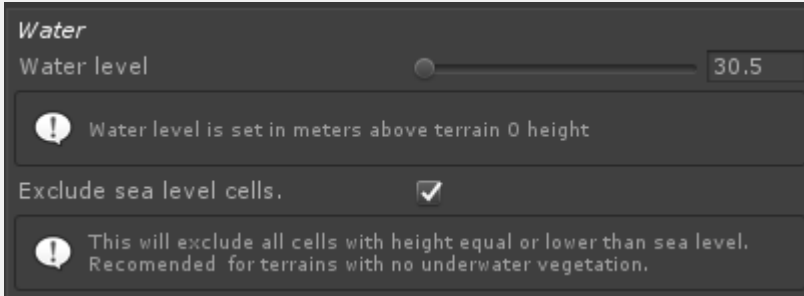 Water
Water level 30.5
Water level is set in meters above terrain 0 height
Exclude sea level cells.
This will exclude all cells with height equal or lower than sea level.
Recomended for terrains with no underwater vegetation.